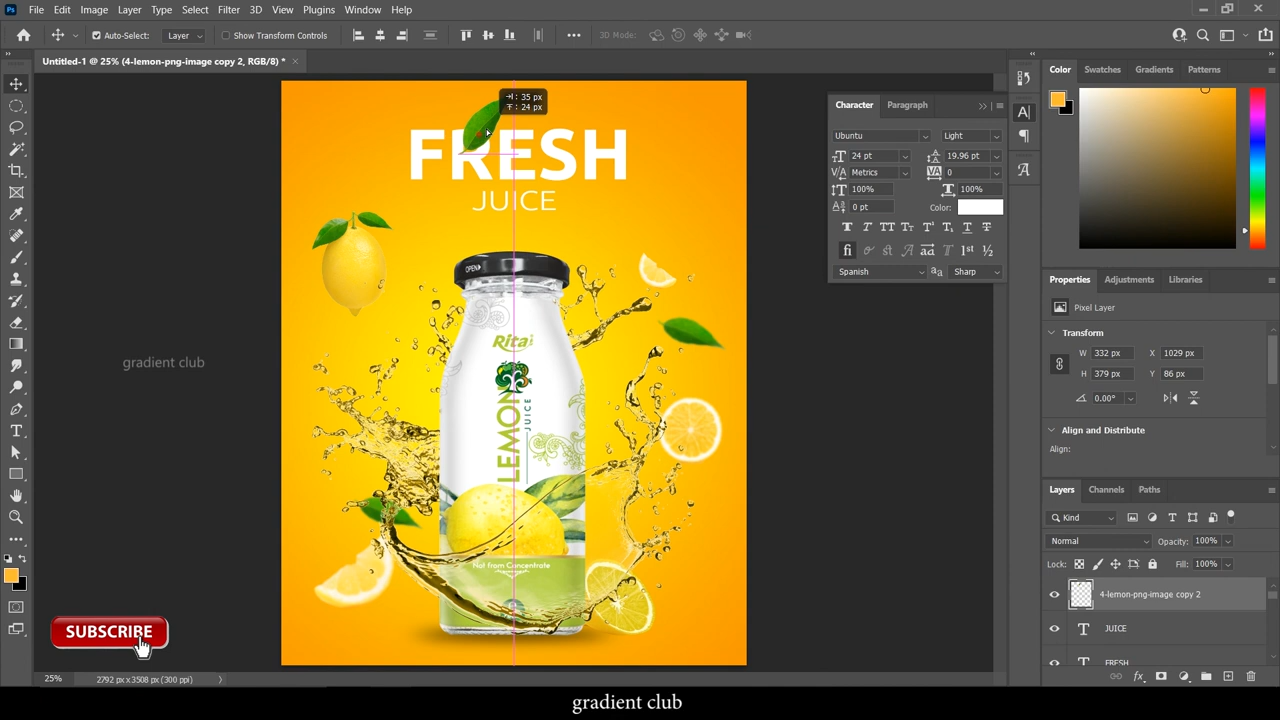 Ps File Edit Image Layer Type Select Filter 3D View Plugins Window Help
Auto-Select: Layer Show Transform Controls 3D Mode:
Untitled-1 @ 25% (4-lemon-png-image copy 2, RGB/8) *
35 px
24 px
FRESH
JUICE
OPEN
Rita
LEMON
JUICE
Not from Concentrate
gradient club
SUBSCRIBE
Character Paragraph
Ubuntu Light
24 pt 19.96 pt
Metrics 0
100% 100%
0 pt Color:
Spanish Sharp
Color Swatches Gradients Patterns
Properties Adjustments Libraries
Pixel Layer
Transform
W 332 px X 1029 px
H 379 px Y 86 px
0.00°
Align and Distribute
Align:
Layers Channels Paths
Kind
Normal Opacity: 100%
Lock: Fill: 100%
4-lemon-png-image copy 2
JUICE
FRESH
25% 2792 px x 3508 px (300 ppi)
gradient club